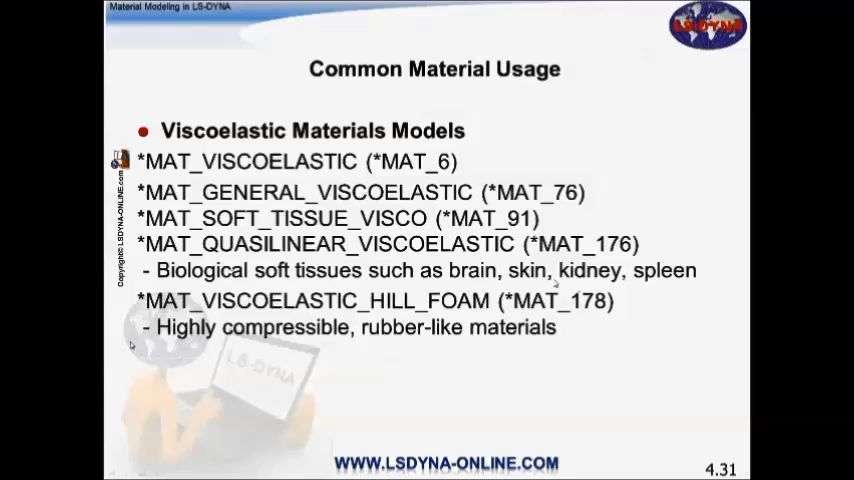 Material Modeling in LS-DYNA
LS-DYNA
Common Material Usage
Viscoelastic Materials Models
*MAT_VISCOELASTIC (*MAT_6)
*MAT_GENERAL_VISCOELASTIC (*MAT_76)
*MAT_SOFT_TISSUE_VISCO (*MAT_91)
*MAT_QUASILINEAR_VISCOELASTIC (*MAT_176)
- Biological soft tissues such as brain, skin, kidney, spleen
*MAT_VISCOELASTIC_HILL_FOAM (*MAT_178)
- Highly compressible, rubber-like materials
Copyright© LSDYNA-ONLINE.com
LS-DYNA
WWW.LSDYNA-ONLINE.COM
4.31